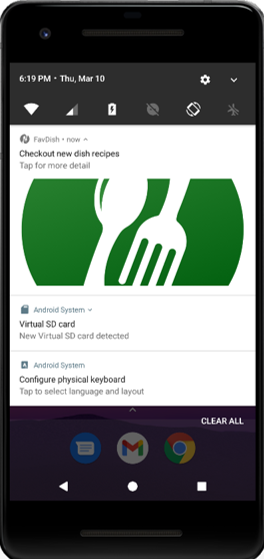 6:19 PM • Thu, Mar 10
FavDish • now
Checkout new dish recipes
Tap for more detail
Android System
Virtual SD card
New Virtual SD card detected
Android System
Configure physical keyboard
Tap to select language and layout
CLEAR ALL